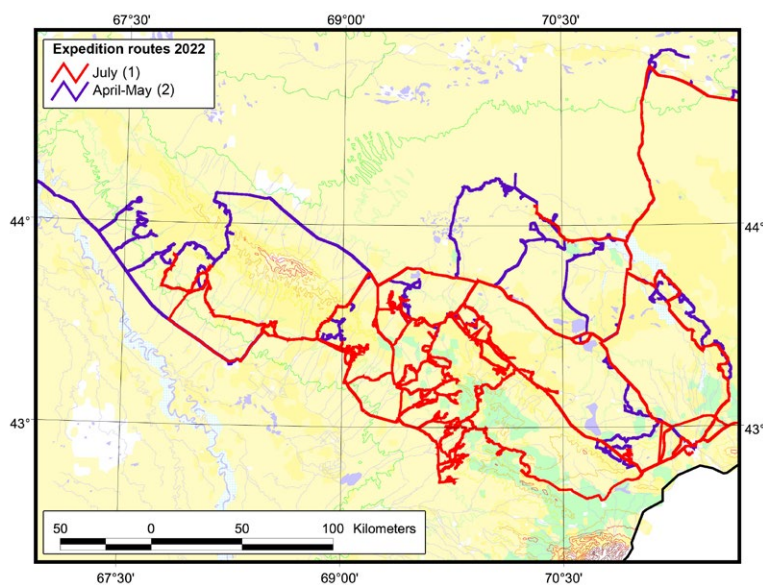 67°30' 69°00' 70°30'
Expedition routes 2022
July (1)
April-May (2)
44° 44°
43° 43°
50 0 50 100 Kilometers
67°30' 69°00' 70°30'